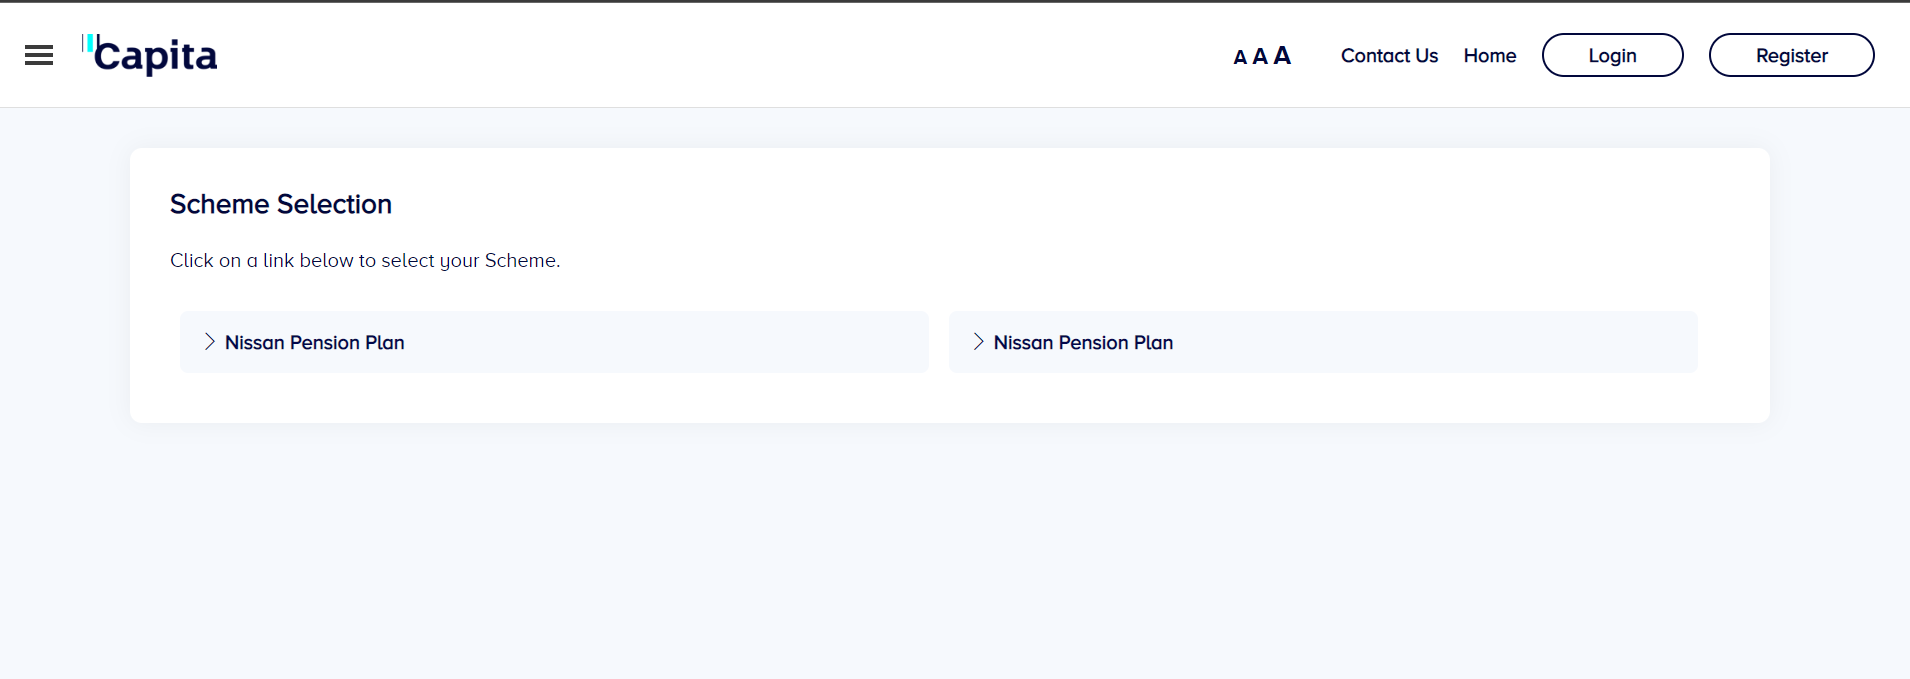 Capita
A A A
Contact Us
Home
Login
Register
Scheme Selection
Click on a link below to select your Scheme.
Nissan Pension Plan
Nissan Pension Plan